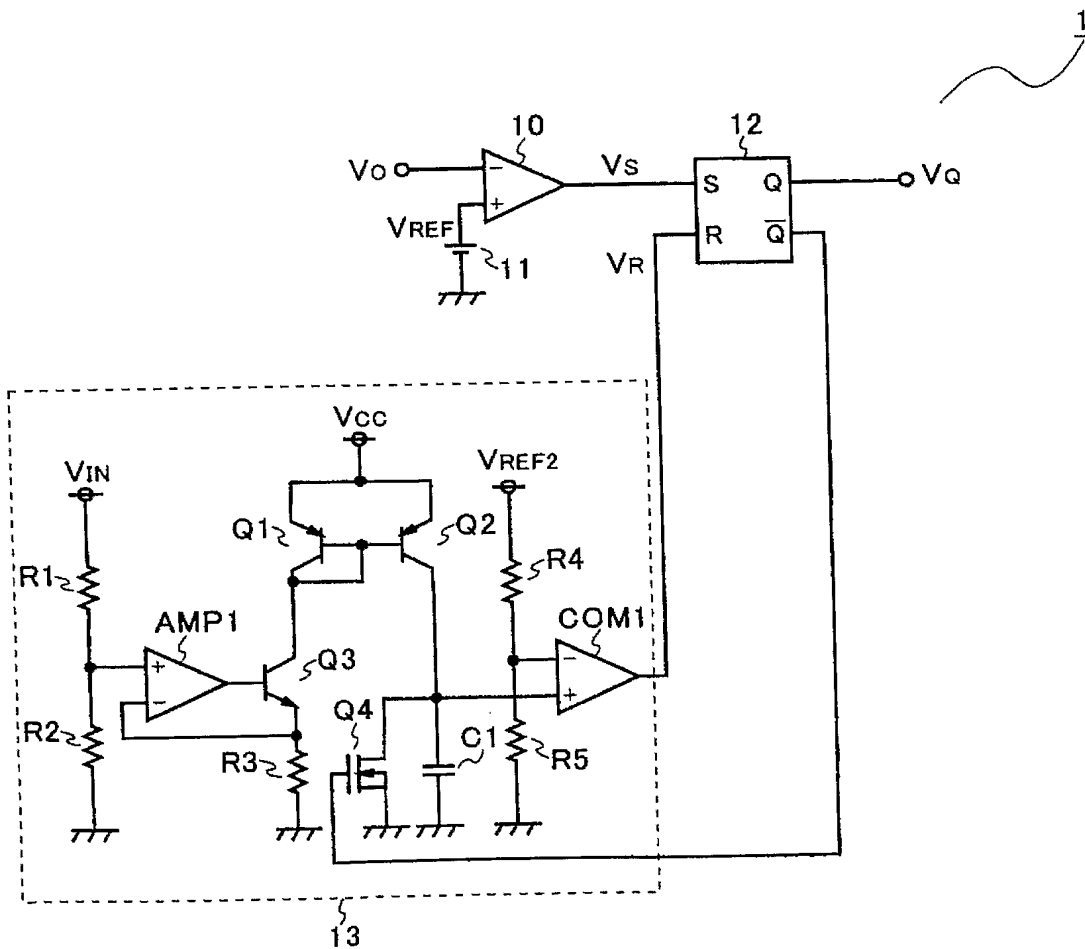 1
10
12
VO
VS
S
Q
VQ
VREF
R
Q
11
VR
VCC
VIN
VREF2
Q1
Q2
R1
R4
AMP1
COM1
Q3
R2
Q4
C1
R5
R3
13